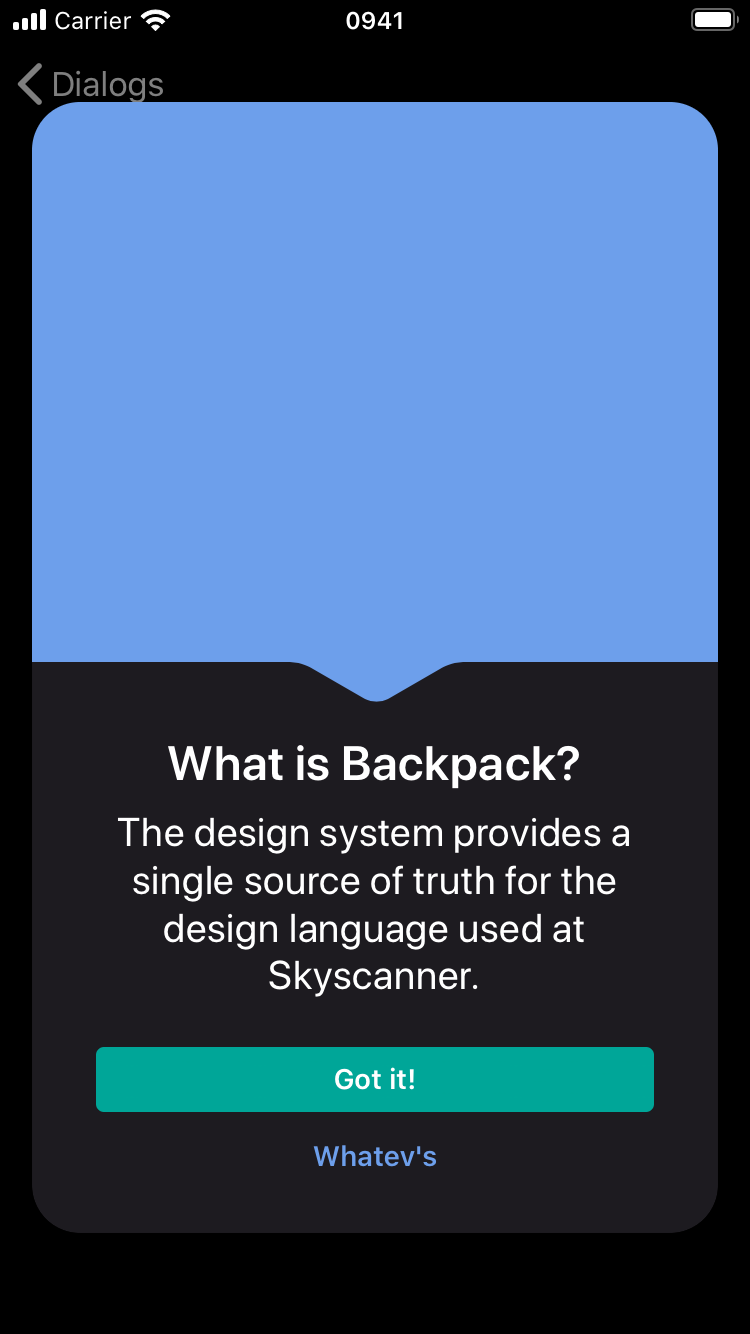 Carrier
0941
Dialogs
What is Backpack?
The design system provides a
single source of truth for the
design language used at
Skyscanner.
Got it!
Whatev's